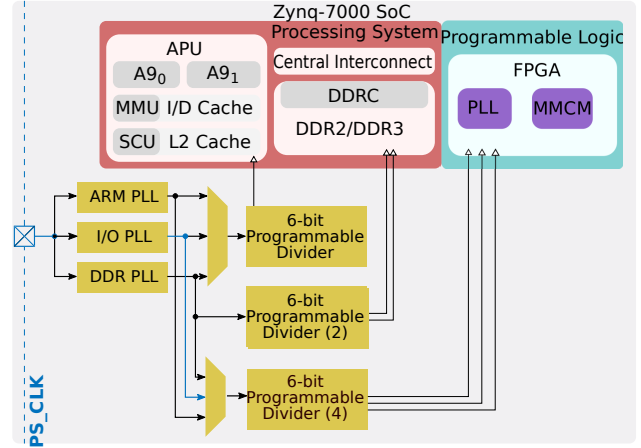 Zynq-7000 SoC
Processing System
Programmable Logic
APU
A9₀
A9₁
MMU
I/D Cache
SCU
L2 Cache
Central Interconnect
DDRC
DDR2/DDR3
FPGA
PLL
MMCM
ARM PLL
I/O PLL
DDR PLL
6-bit
Programmable
Divider
6-bit
Programmable
Divider (2)
6-bit
Programmable
Divider (4)
PS_CLK